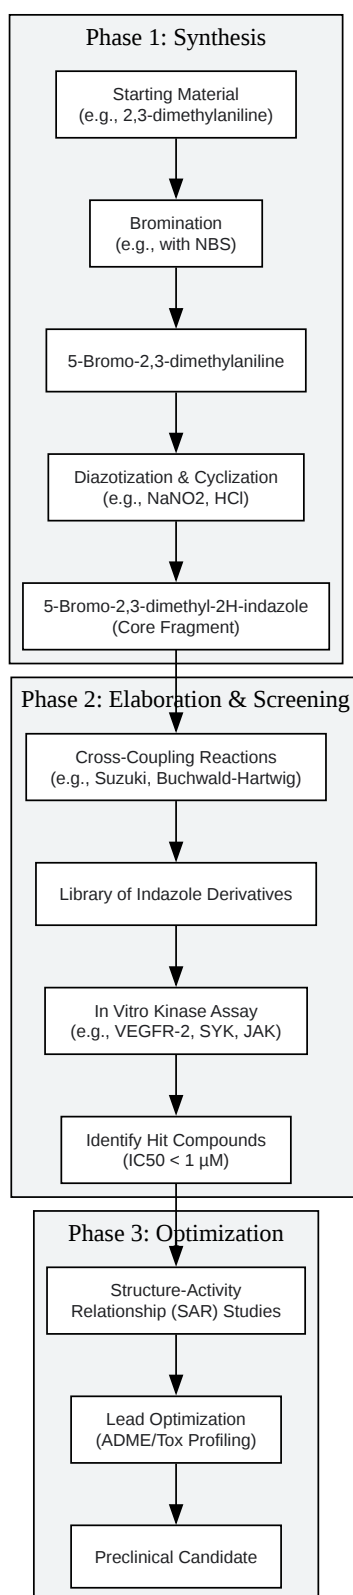 Phase 1: Synthesis
Starting Material
(e.g., 2,3-dimethylaniline)
Bromination
(e.g., with NBS)
5-Bromo-2,3-dimethylaniline
Diazotization & Cyclization
(e.g., NaNO2, HCl)
5-Bromo-2,3-dimethyl-2H-indazole
(Core Fragment)
Phase 2: Elaboration & Screening
Cross-Coupling Reactions
(e.g., Suzuki, Buchwald-Hartwig)
Library of Indazole Derivatives
In Vitro Kinase Assay
(e.g., VEGFR-2, SYK, JAK)
Identify Hit Compounds
(IC50 < 1 µM)
Phase 3: Optimization
Structure-Activity
Relationship (SAR) Studies
Lead Optimization
(ADME/Tox Profiling)
Preclinical Candidate